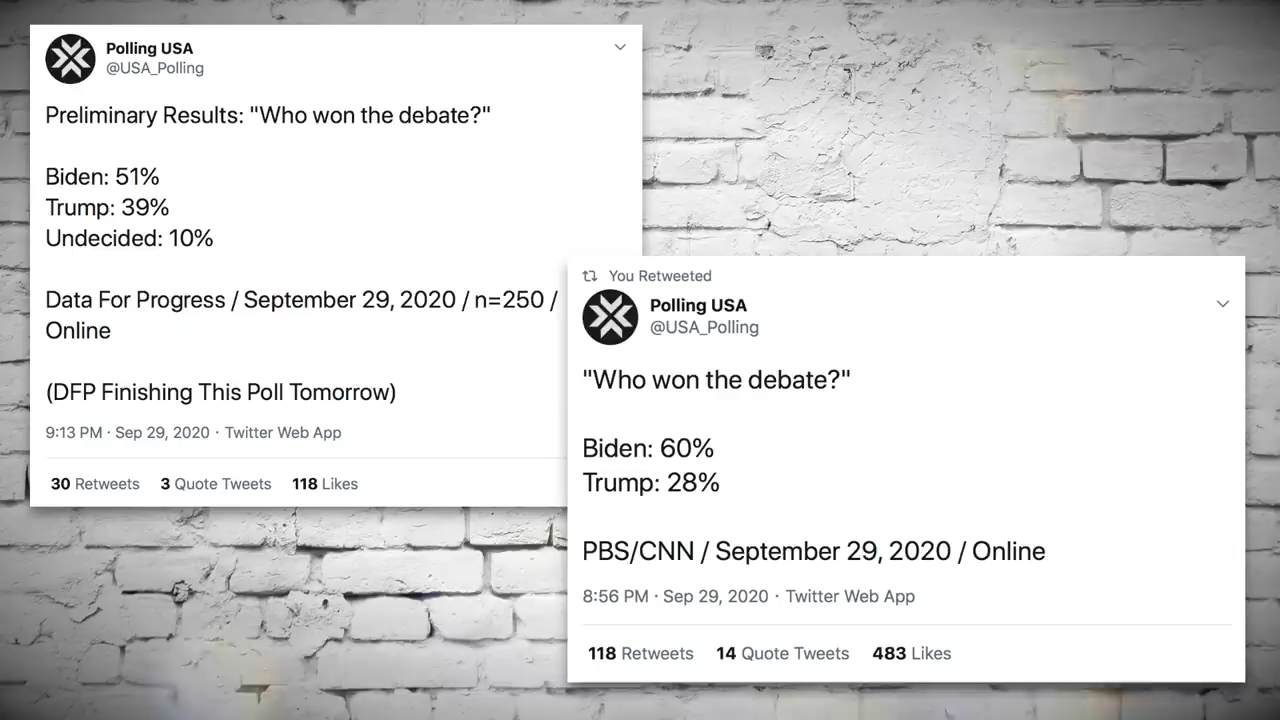 Polling USA
@USA_Polling
Preliminary Results: "Who won the debate?"
Biden: 51%
Trump: 39%
Undecided: 10%
Data For Progress / September 29, 2020 / n=250 /
Online
(DFP Finishing This Poll Tomorrow)
9:13 PM · Sep 29, 2020 · Twitter Web App
30 Retweets 3 Quote Tweets 118 Likes
You Retweeted
Polling USA
@USA_Polling
"Who won the debate?"
Biden: 60%
Trump: 28%
PBS/CNN / September 29, 2020 / Online
8:56 PM · Sep 29, 2020 · Twitter Web App
118 Retweets 14 Quote Tweets 483 Likes